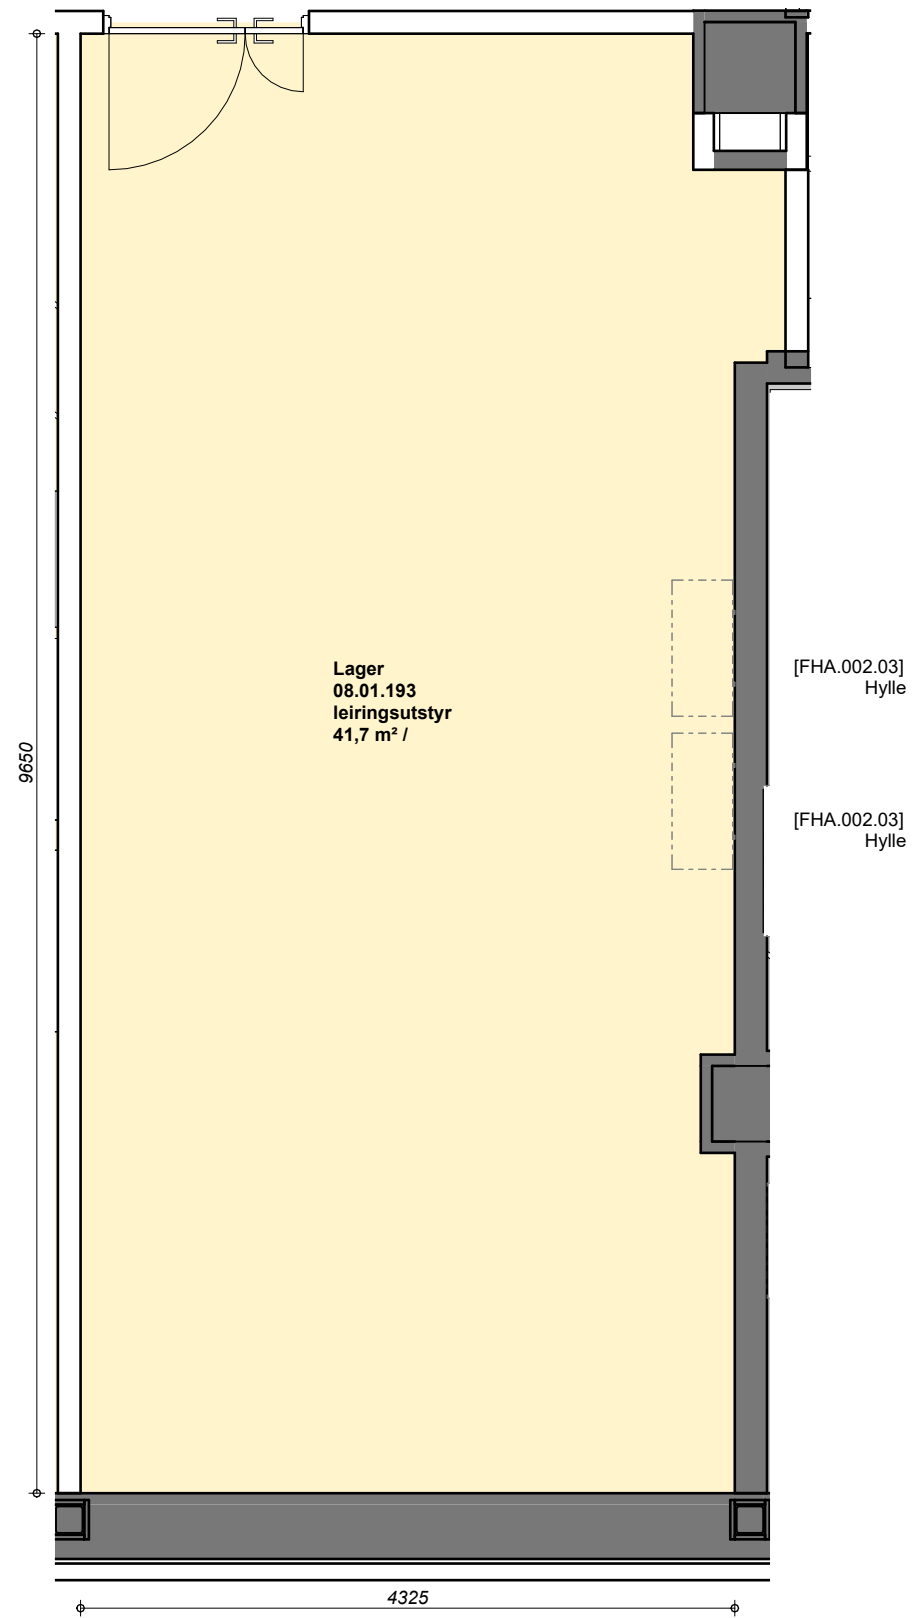 Lager
08.01.193
leiringsutstyr
41,7 m² /
[FHA.002.03]
Hylle
[FHA.002.03]
Hylle
9650
4325